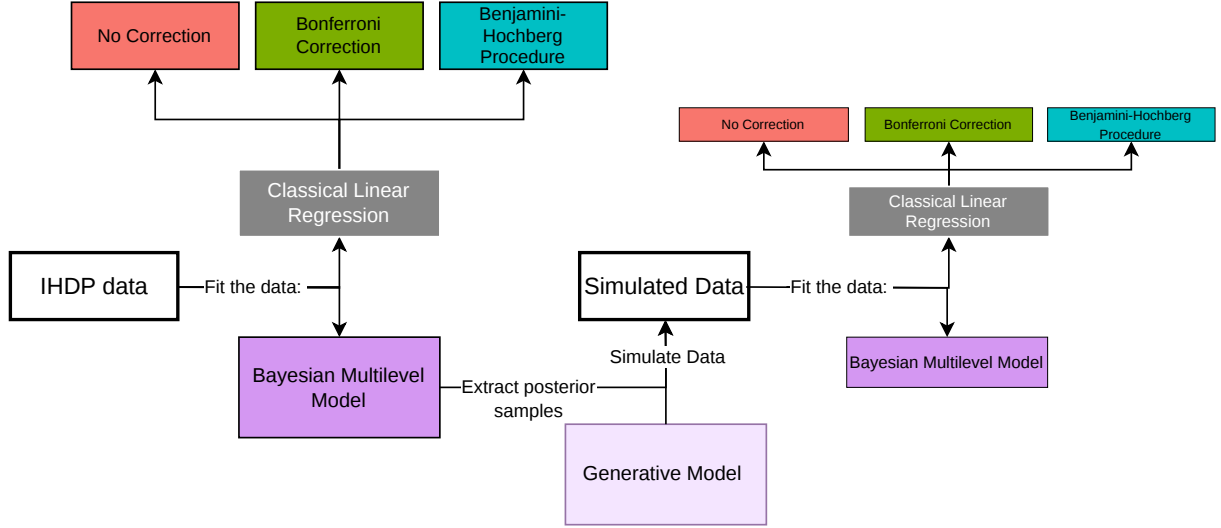 No Correction
Bonferroni
Correction
Benjamini-
Hochberg
Procedure
Classical Linear
Regression
IHDP data
Fit the data:
Bayesian Multilevel
Model
Extract posterior
samples
Simulated Data
Simulate Data
Generative Model
Fit the data:
No Correction
Bonferroni Correction
Benjamini-Hochberg
Procedure
Classical Linear
Regression
Bayesian Multilevel Model